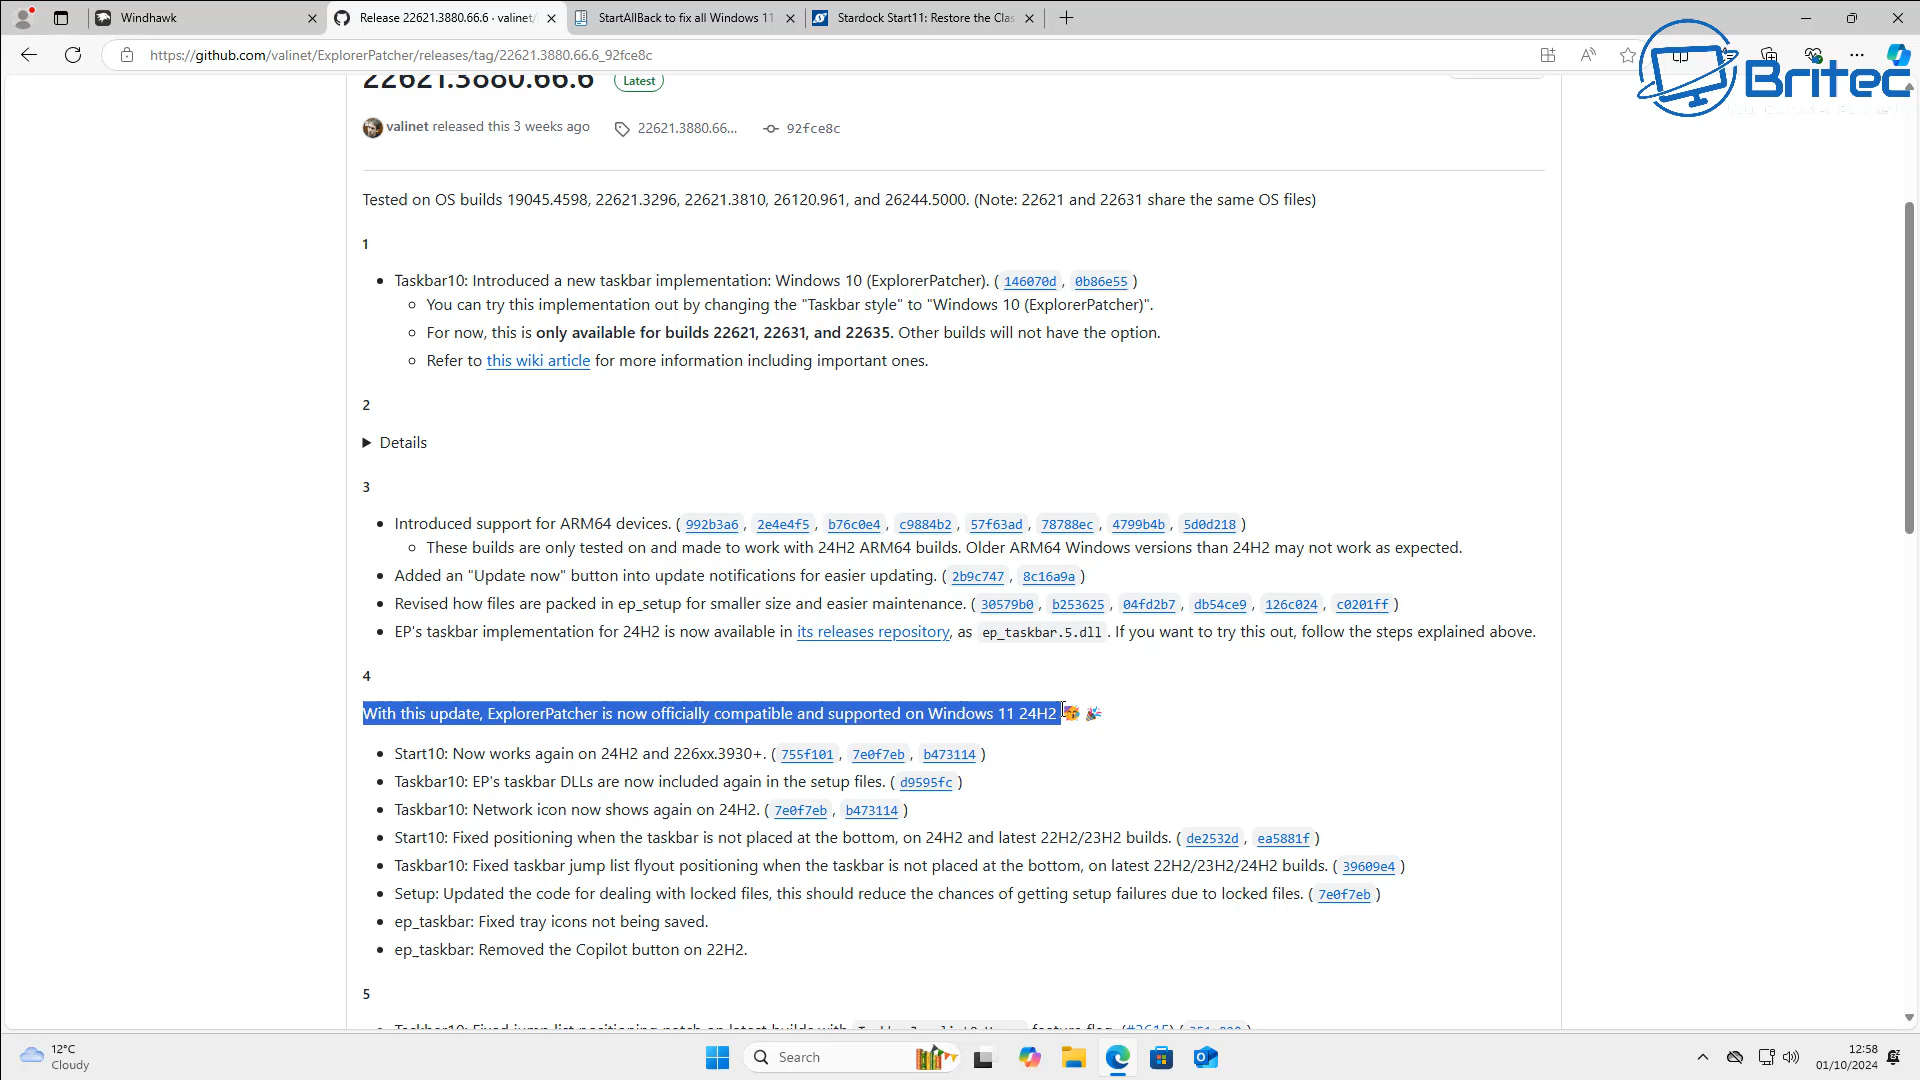 Windhawk
Release 22621.3880.66.6 · valinet/
StartAllBack to fix all Windows 11
Stardock Start11: Restore the Clas
https://github.com/valinet/ExplorerPatcher/releases/tag/22621.3880.66.6_92fce8c
Britec
22621.3880.66.6 Latest
valinet released this 3 weeks ago 22621.3880.66... 92fce8c
Tested on OS builds 19045.4598, 22621.3296, 22621.3810, 26120.961, and 26244.5000. (Note: 22621 and 22631 share the same OS files)
1
Taskbar10: Introduced a new taskbar implementation: Windows 10 (ExplorerPatcher). ( 146070d , 0b86e55 )
You can try this implementation out by changing the "Taskbar style" to "Windows 10 (ExplorerPatcher)".
For now, this is only available for builds 22621, 22631, and 22635. Other builds will not have the option.
Refer to this wiki article for more information including important ones.
2
Details
3
Introduced support for ARM64 devices. ( 992b3a6 , 2e4e4f5 , b76c0e4 , c9884b2 , 57f63ad , 78788ec , 4799b4b , 5d0d218 )
These builds are only tested on and made to work with 24H2 ARM64 builds. Older ARM64 Windows versions than 24H2 may not work as expected.
Added an "Update now" button into update notifications for easier updating. ( 2b9c747 , 8c16a9a )
Revised how files are packed in ep_setup for smaller size and easier maintenance. ( 30579b0 , b253625 , 04fd2b7 , db54ce9 , 126c024 , c0201ff )
EP's taskbar implementation for 24H2 is now available in its releases repository, as ep_taskbar.5.dll . If you want to try this out, follow the steps explained above.
4
With this update, ExplorerPatcher is now officially compatible and supported on Windows 11 24H2 🥳 🎉
Start10: Now works again on 24H2 and 226xx.3930+. ( 755f101 , 7e0f7eb , b473114 )
Taskbar10: EP's taskbar DLLs are now included again in the setup files. ( d9595fc )
Taskbar10: Network icon now shows again on 24H2. ( 7e0f7eb , b473114 )
Start10: Fixed positioning when the taskbar is not placed at the bottom, on 24H2 and latest 22H2/23H2 builds. ( de2532d , ea5881f )
Taskbar10: Fixed taskbar jump list flyout positioning when the taskbar is not placed at the bottom, on latest 22H2/23H2/24H2 builds. ( 39609e4 )
Setup: Updated the code for dealing with locked files, this should reduce the chances of getting setup failures due to locked files. ( 7e0f7eb )
ep_taskbar: Fixed tray icons not being saved.
ep_taskbar: Removed the Copilot button on 22H2.
5
12°C
Cloudy
Search
12:58
01/10/2024